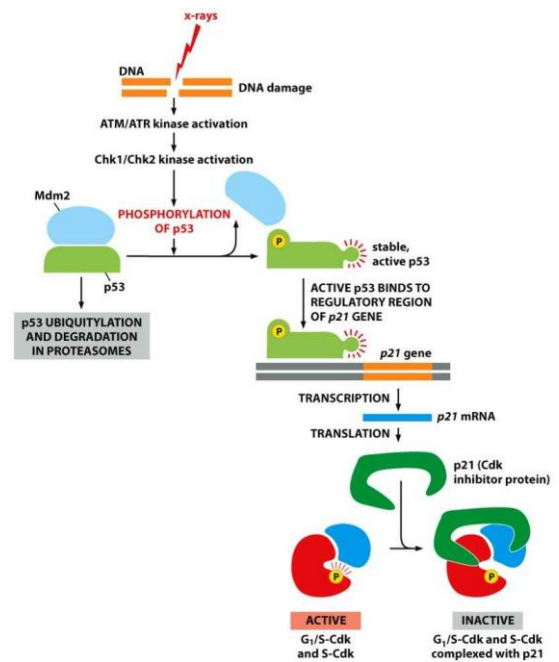 x-rays
DNA
DNA damage
ATM/ATR kinase activation
Chk1/Chk2 kinase activation
Mdm2
PHOSPHORYLATION
OF p53
P
stable,
active p53
p53
ACTIVE p53 BINDS TO
REGULATORY REGION
OF p21 GENE
p53 UBIQUITYLATION
AND DEGRADATION
IN PROTEASOMES
P
p21 gene
TRANSCRIPTION
p21 mRNA
TRANSLATION
p21 (Cdk
inhibitor protein)
P
P
ACTIVE
INACTIVE
G1/S-Cdk
and S-Cdk
G1/S-Cdk and S-Cdk
complexed with p21